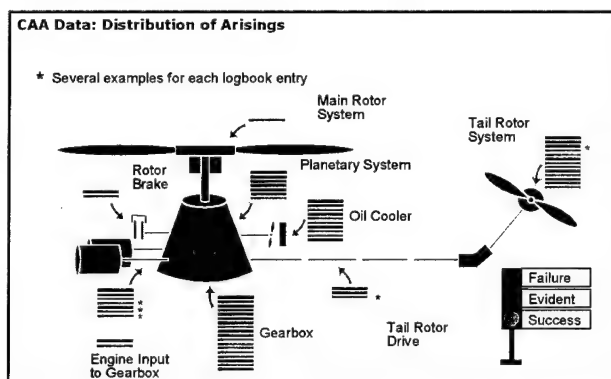 CAA Data: Distribution of Arisings
* Several examples for each logbook entry
Main Rotor
System
Tail Rotor
System
*
Rotor
Brake
Planetary System
Oil Cooler
*
*
*
*
Gearbox
Engine Input
to Gearbox
Tail Rotor
Drive
Failure
Evident
Success